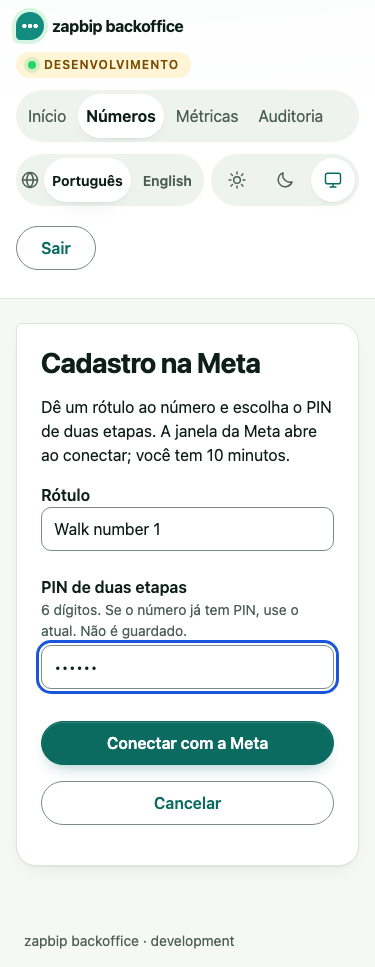 zapbip backoffice
DESENVOLVIMENTO
Início Números Métricas Auditoria
Português English
Sair
Cadastro na Meta
Dê um rótulo ao número e escolha o PIN
de duas etapas. A janela da Meta abre
ao conectar; você tem 10 minutos.
Rótulo
Walk number 1
PIN de duas etapas
6 dígitos. Se o número já tem PIN, use o
atual. Não é guardado.
••••••
Conectar com a Meta
Cancelar
zapbip backoffice · development